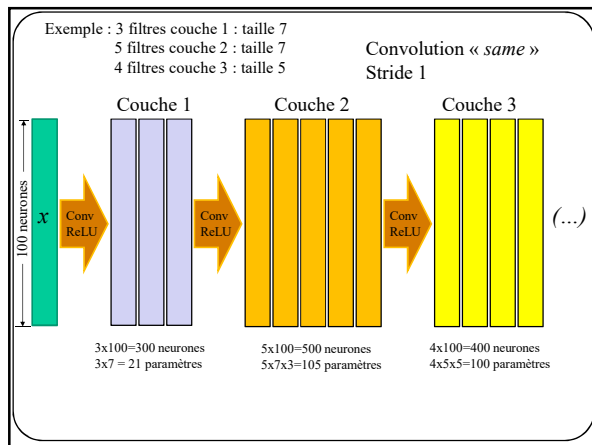 Exemple : 3 filtres couche 1 : taille 7
5 filtres couche 2 : taille 7
4 filtres couche 3 : taille 5
Convolution « same »
Stride 1
Couche 1
Couche 2
Couche 3
100 neurones
x
Conv
ReLU
Conv
ReLU
Conv
ReLU
(...)
3x100=300 neurones
3x7 = 21 paramètres
5x100=500 neurones
5x7x3=105 paramètres
4x100=400 neurones
4x5x5=100 paramètres